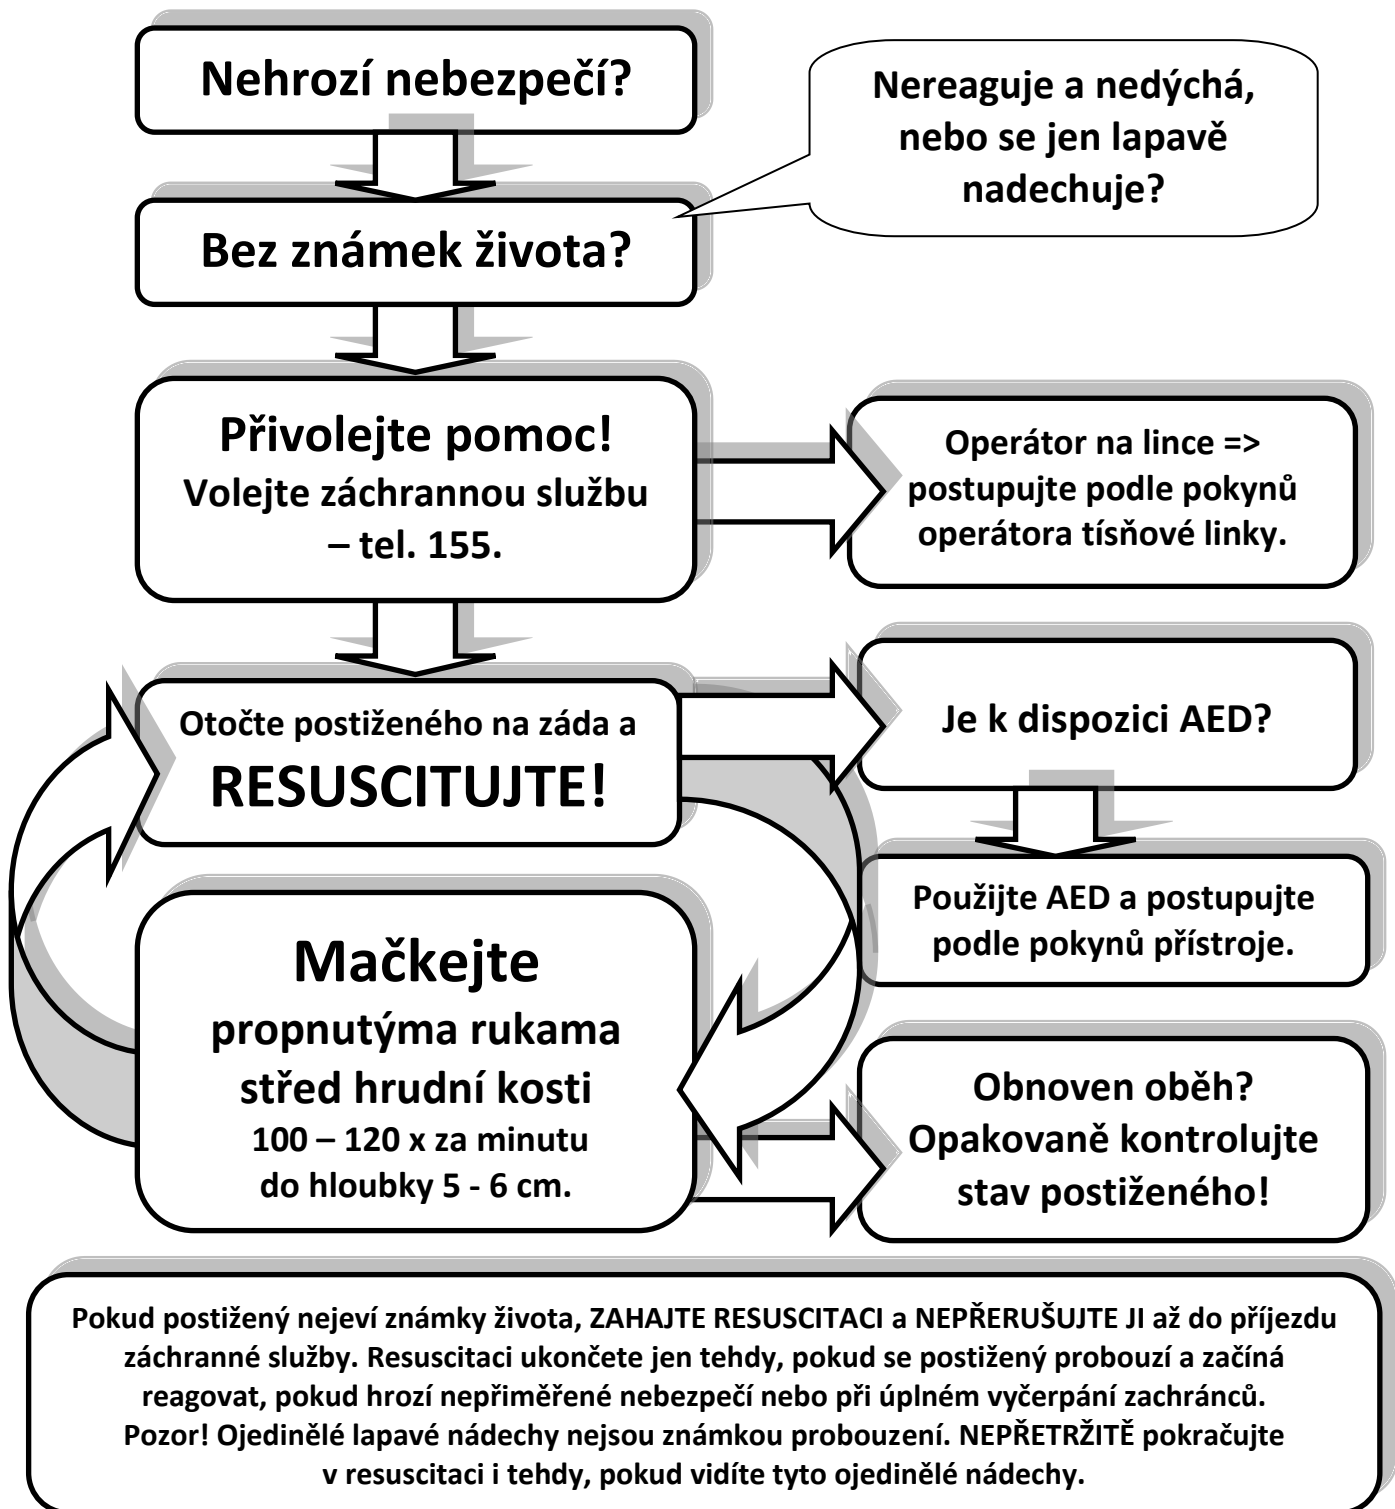 Nehrozí nebezpečí?
Nereaguje a nedýchá,
nebo se jen lapavě
nadechuje?
Bez známek života?
Přivolejte pomoc!
Volejte záchrannou službu
– tel. 155.
Operátor na lince =>
postupujte podle pokynů
operátora tísňové linky.
Otočte postiženého na záda a
RESUSCITUJTE!
Je k dispozici AED?
Použijte AED a postupujte
podle pokynů přístroje.
Mačkejte
propnutýma rukama
střed hrudní kosti
100 – 120 x za minutu
do hloubky 5 - 6 cm.
Obnoven oběh?
Opakovaně kontrolujte
stav postiženého!
Pokud postižený nejeví známky života, ZAHAJTE RESUSCITACI a NEPŘERUŠUJTE JI až do příjezdu
záchranné služby. Resuscitaci ukončete jen tehdy, pokud se postižený probouzí a začíná
reagovat, pokud hrozí nepřiměřené nebezpečí nebo při úplném vyčerpání zachránců.
Pozor! Ojedinělé lapavé nádechy nejsou známkou probouzení. NEPŘETRŽITĚ pokračujte
v resuscitaci i tehdy, pokud vidíte tyto ojedinělé nádechy.